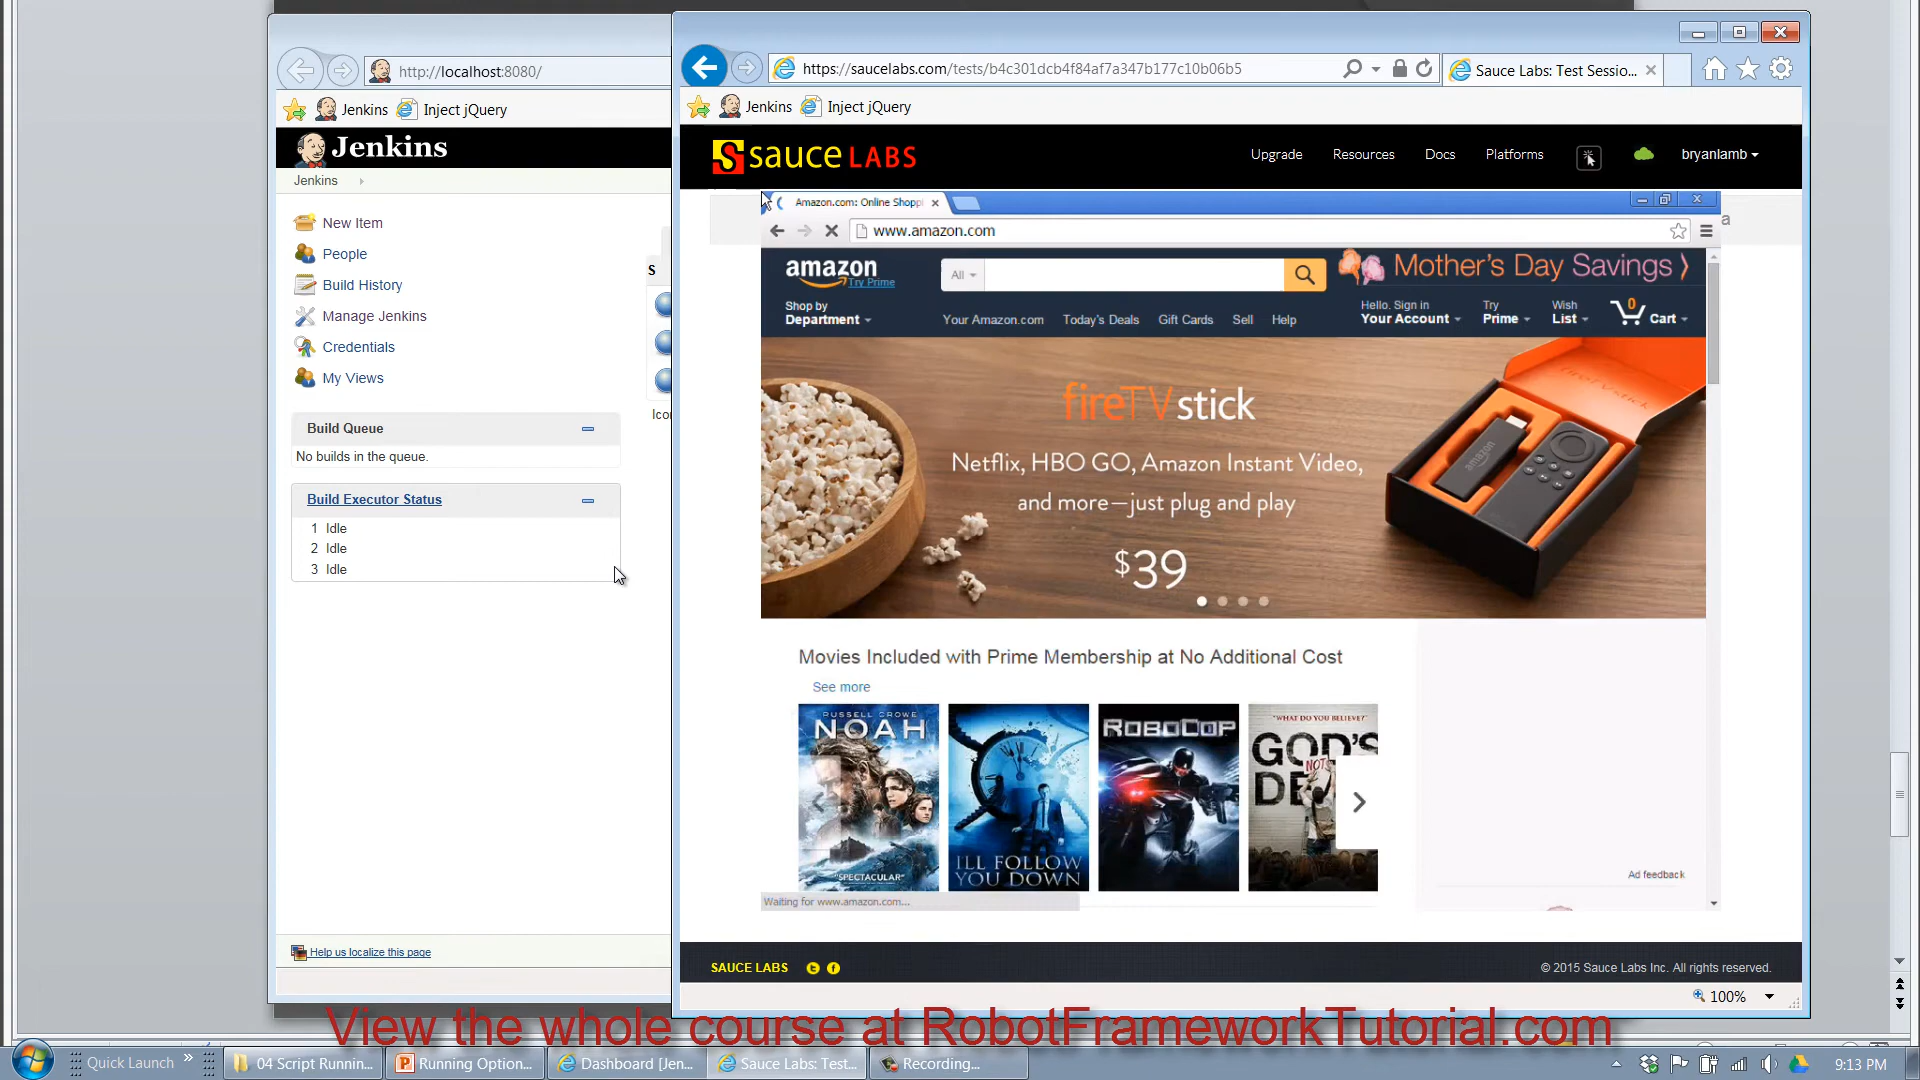 http://localhost:8080/
Jenkins
Inject jQuery
Jenkins
Jenkins
New Item
People
Build History
Manage Jenkins
Credentials
My Views
Build Queue
No builds in the queue.
Build Executor Status
1 Idle
2 Idle
3 Idle
S
Help us localize this page
https://saucelabs.com/tests/b4c301dcb4f84af7a347b177c10b06b5
Sauce Labs: Test Sessio...
Jenkins
Inject jQuery
SAUCE LABS
Upgrade
Resources
Docs
Platforms
bryanlamb
Amazon.com: Online Shopp
www.amazon.com
amazon
Try Prime
All
Mother's Day Savings
Shop by
Department
Your Amazon.com
Today's Deals
Gift Cards
Sell
Help
Hello. Sign in
Your Account
Try
Prime
Wish
List
0
Cart
fireTV stick
Netflix, HBO GO, Amazon Instant Video,
and more—just plug and play
$39
Movies Included with Prime Membership at No Additional Cost
See more
RUSSELL CROWE
NOAH
"SPECTACULAR"
I'LL FOLLOW
YOU DOWN
ROBOCOP
"WHAT DO YOU BELIEVE?"
GOD'S
NOT
Ad feedback
Waiting for www.amazon.com...
SAUCE LABS
© 2015 Sauce Labs Inc. All rights reserved.
100%
View the whole course at RobotFrameworkTutorial.com
Quick Launch
04 Script Runnin...
Running Option...
Dashboard [Jen...
Sauce Labs: Test...
Recording...
9:13 PM